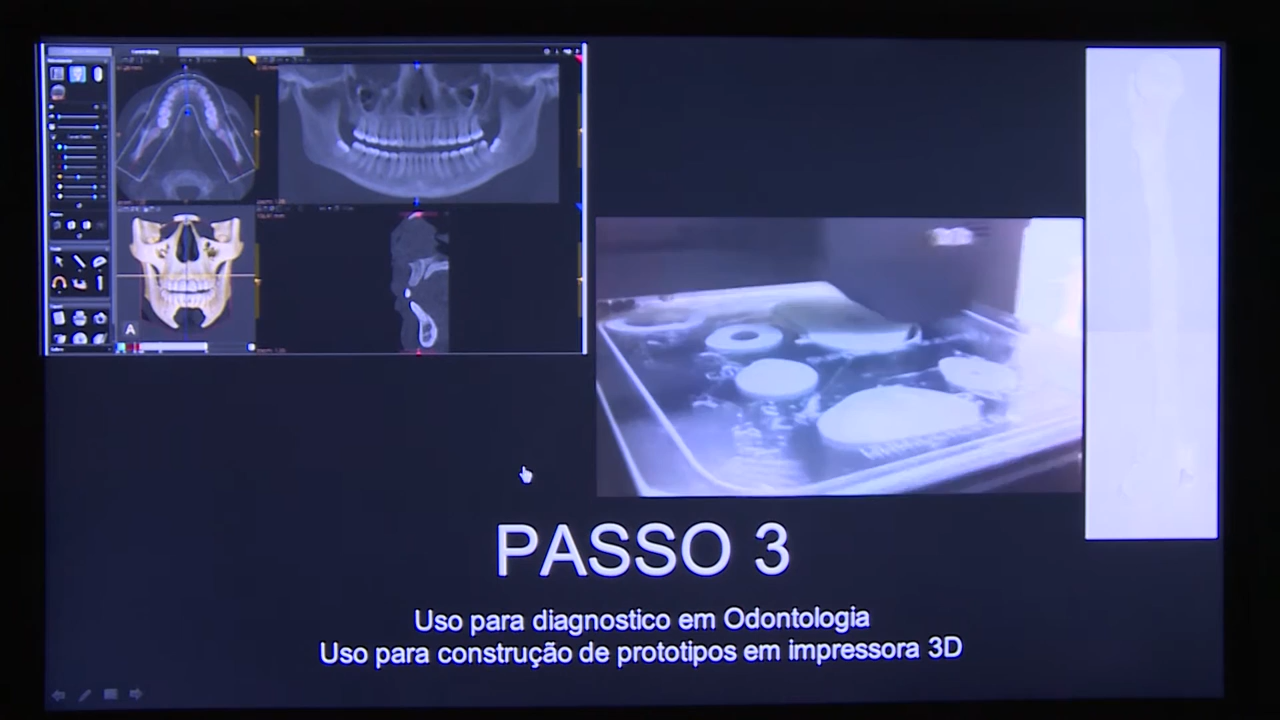 A
PASSO 3
Uso para diagnostico em Odontologia
Uso para construção de prototipos em impressora 3D